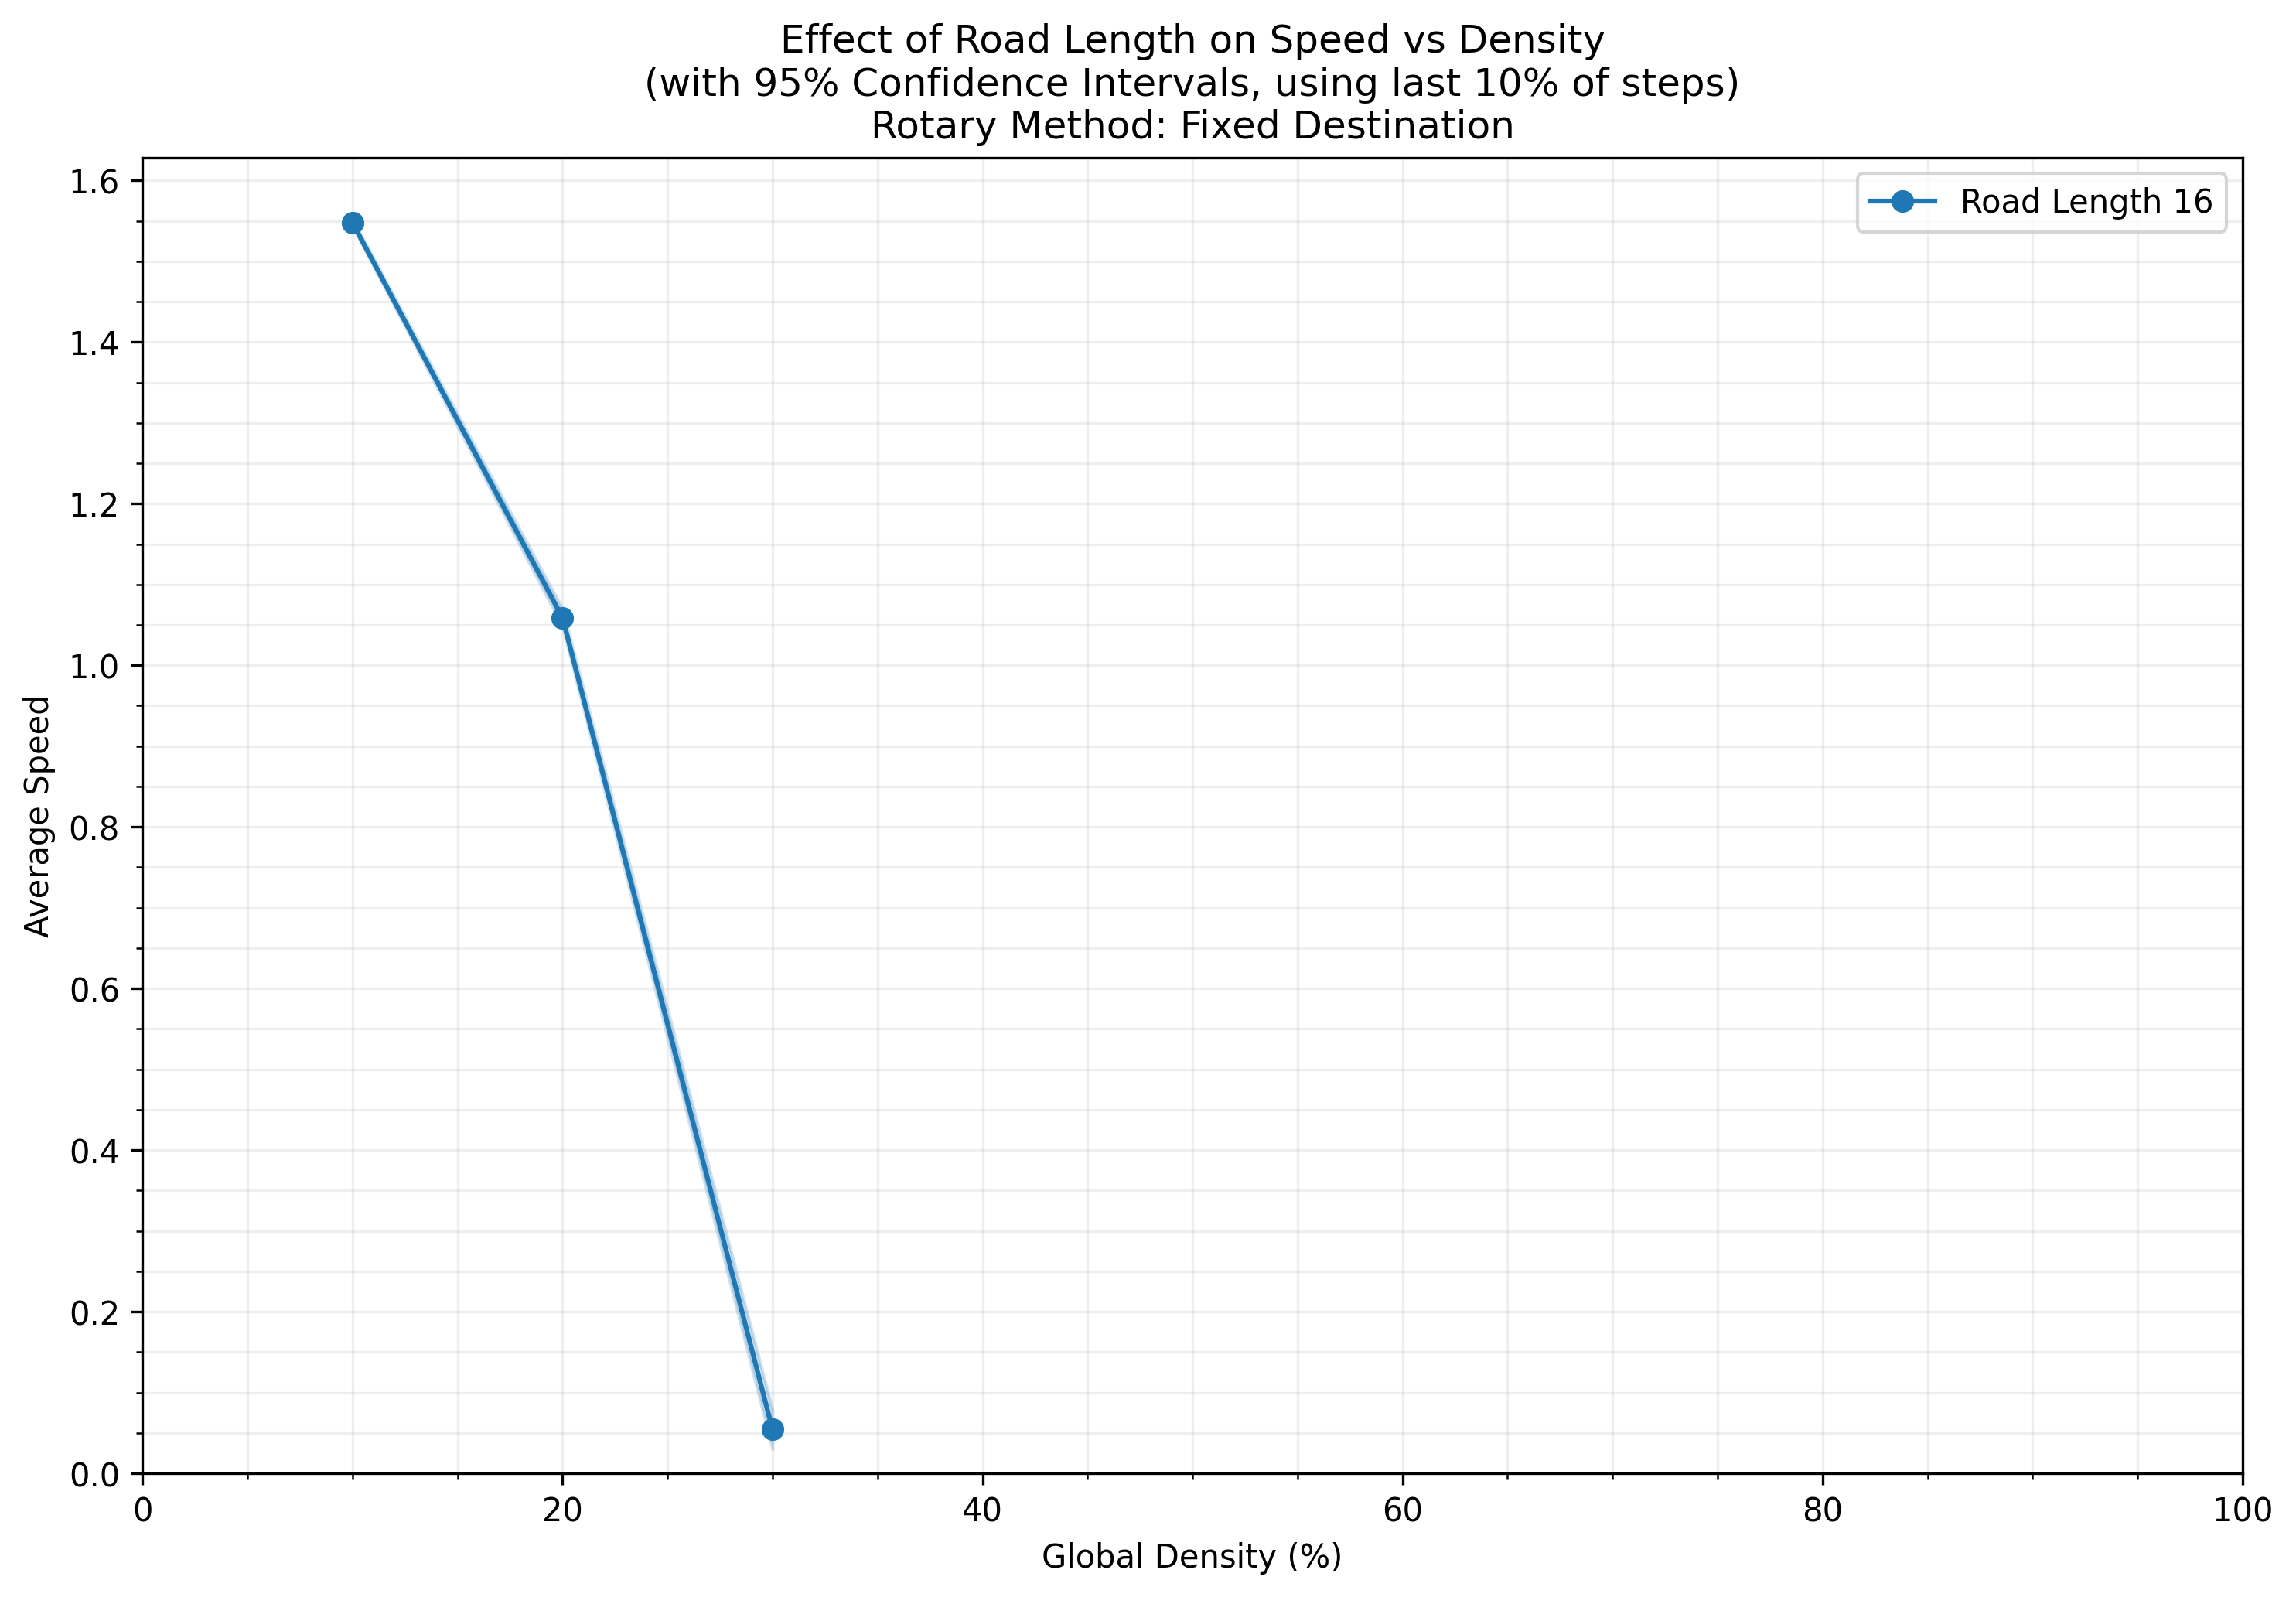 Effect of Road Length on Speed vs Density
(with 95% Confidence Intervals, using last 10% of steps)
Rotary Method: Fixed Destination
Road Length 16
Average Speed
1.6
1.4
1.2
1.0
0.8
0.6
0.4
0.2
0.0
0 20 40 60 80 100
Global Density (%)